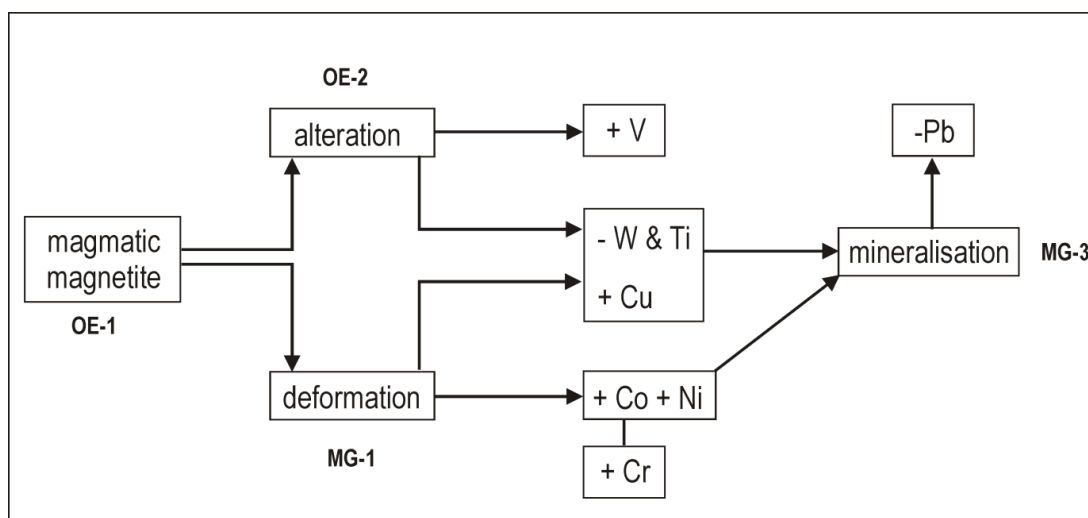 OE-2
alteration
+ V
-Pb
magmatic
magnetite
OE-1
- W & Ti
+ Cu
mineralisation
MG-3
deformation
MG-1
+ Co + Ni
+ Cr